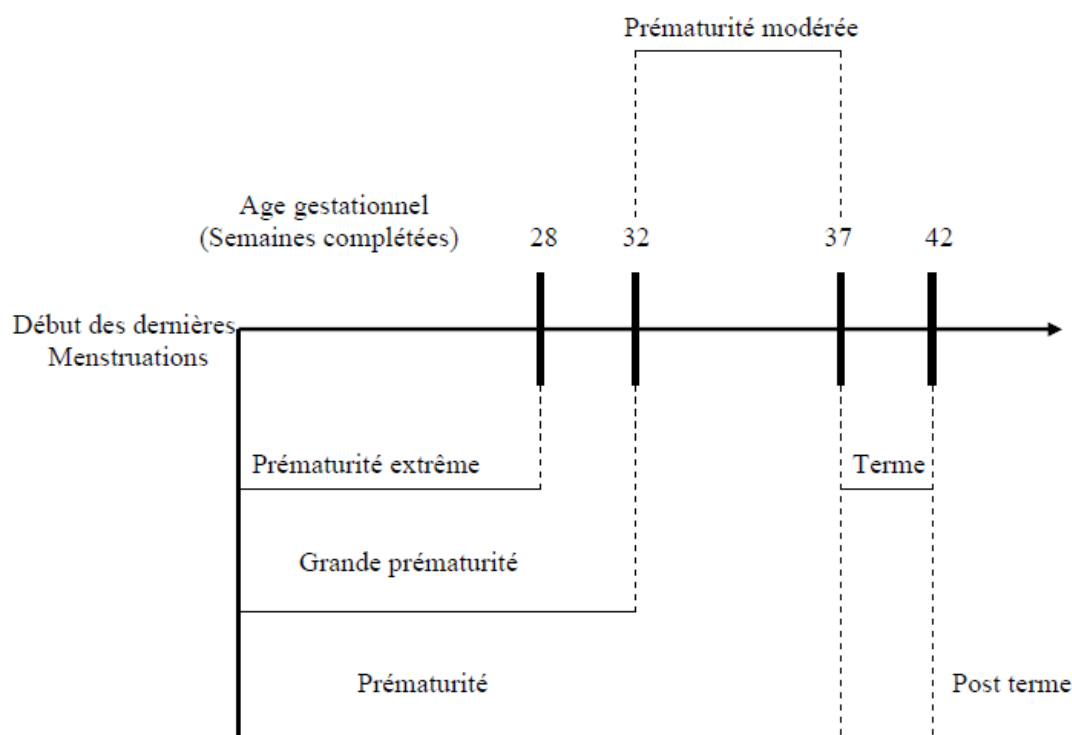 Prématurité modérée
Age gestationnel
(Semaines complétées)
28 32 37 42
Début des dernières
Menstruations
Prématurité extrême
Terme
Grande prématurité
Prématurité
Post terme